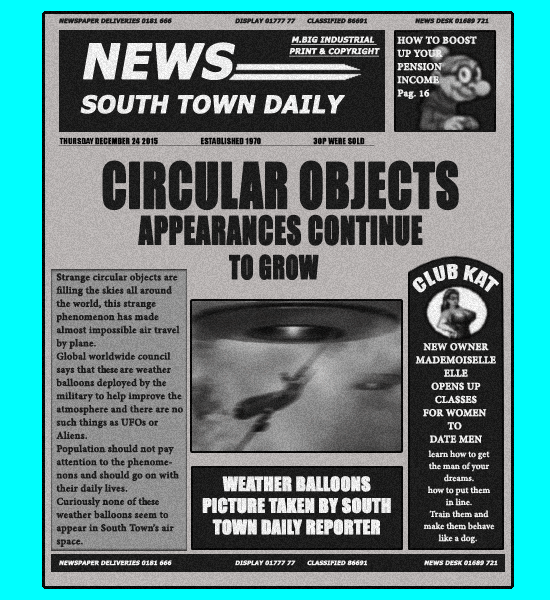 NEWSPAPER DELIVERIES 0181 666 DISPLAY 01777 77 CLASSIFIED 86691 NEWS DESK 01689 721
M.BIG INDUSTRIAL
PRINT & COPYRIGHT
NEWS
SOUTH TOWN DAILY
HOW TO BOOST
UP YOUR
PENSION
INCOME
Pag. 16
THURSDAY DECEMBER 24 2015 ESTABLISHED 1970 30P WERE SOLD
CIRCULAR OBJECTS
APPEARANCES CONTINUE
TO GROW
Strange circular objects are
filling the skies all around
the world, this strange
phenomenon has made
almost impossible air travel
by plane.
Global worldwide council
says that these are weather
balloons deployed by the
military to help improve the
atmosphere and there are no
such things as UFOs or
Aliens.
Population should not pay
attention to the phenome-
nons and should go on with
their daily lives.
Curiously none of these
weather balloons seem to
appear in South Town's air
space.
WEATHER BALLOONS
PICTURE TAKEN BY SOUTH
TOWN DAILY REPORTER
CLUB KAT
NEW OWNER
MADEMOISELLE
ELLE
OPENS UP
CLASSES
FOR WOMEN
TO
DATE MEN
learn how to get
the man of your
dreams.
how to put them
in line.
Train them and
make them behave
like a dog.
NEWSPAPER DELIVERIES 0181 666 DISPLAY 01777 77 CLASSIFIED 86691 NEWS DESK 01689 721